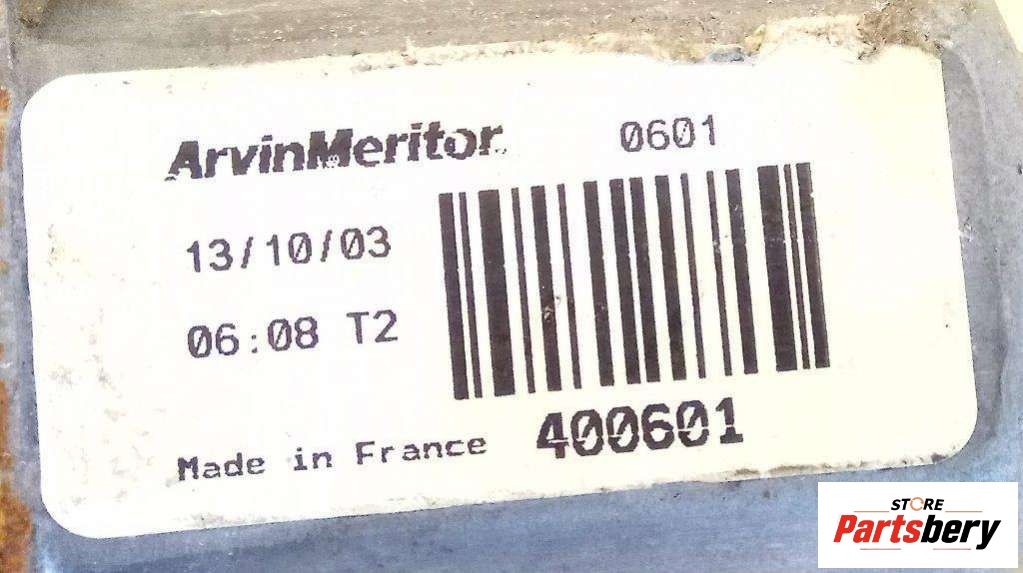 ArvinMeritor 0601
13/10/03
06:08 T2
Made in France 400601
STORE
Partsbery